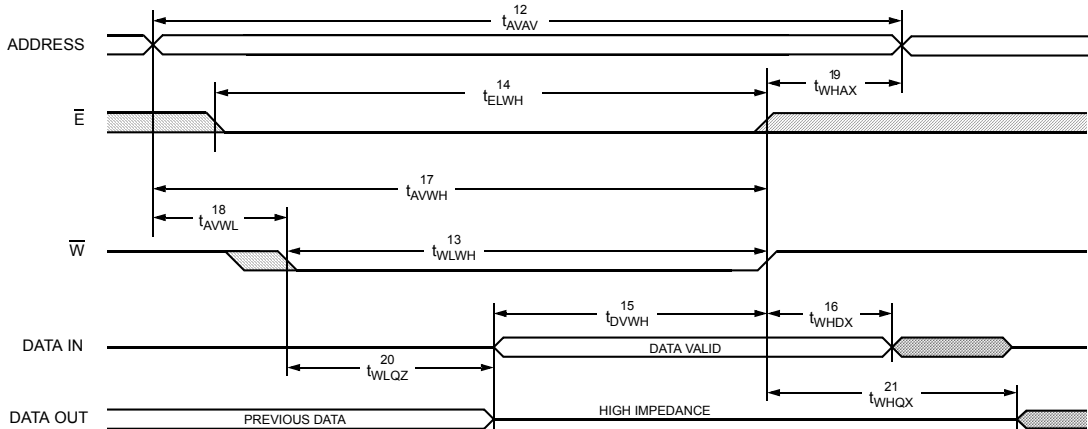 12
tAVAV
ADDRESS
14
tELWH
19
tWHAX
E
17
tAVWH
18
tAVWL
13
tWLWH
W
15
tDVWH
16
tWHDX
DATA IN
DATA VALID
20
tWLQZ
21
tWHQX
DATA OUT
PREVIOUS DATA
HIGH IMPEDANCE